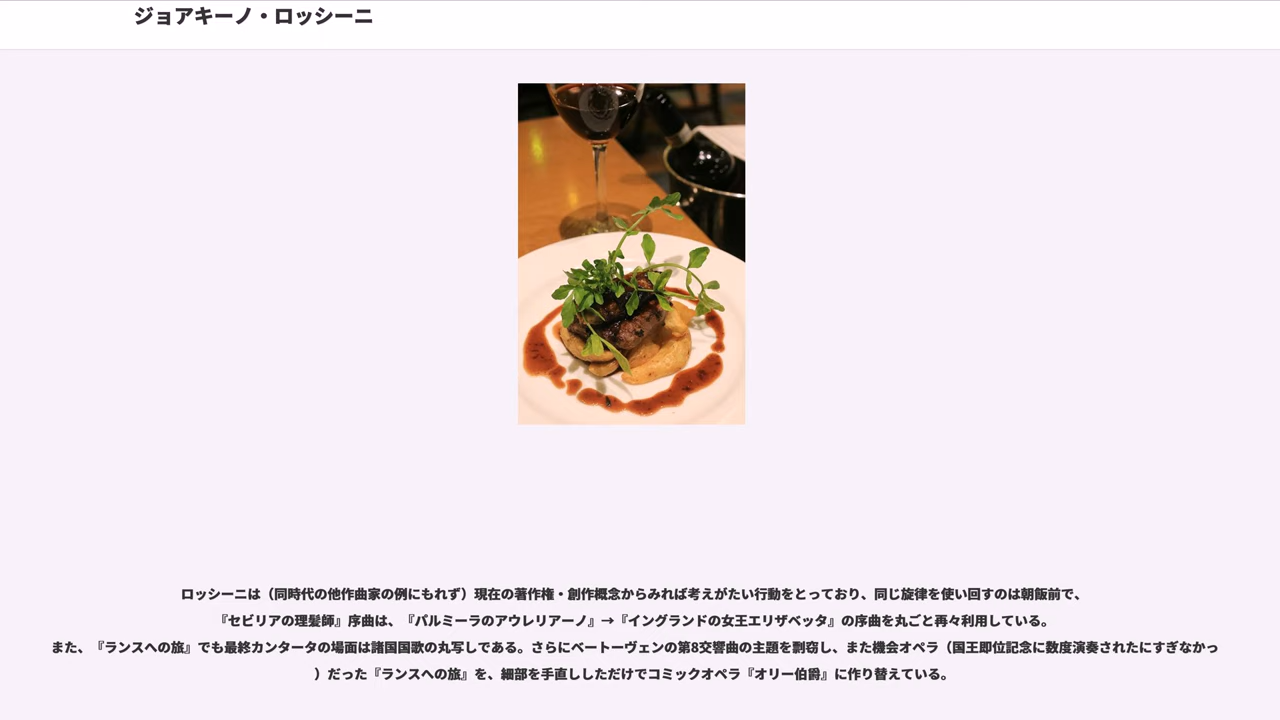 ジョアキーノ・ロッシーニ
ロッシーニは（同時代の他作曲家の例にもれず）現在の著作権・創作概念からみれば考えがたい行動をとっており、同じ旋律を使い回すのは朝飯前で、
『セビリアの理髪師』序曲は、『パルミーラのアウレリアーノ』→『イングランドの女王エリザベッタ』の序曲を丸ごと再々利用している。
また、『ランスへの旅』でも最終カンタータの場面は諸国国歌の丸写しである。さらにベートーヴェンの第8交響曲の主題を剽窃し、また機会オペラ（国王即位記念に数度演奏されたにすぎなかっ
）だった『ランスへの旅』を、細部を手直ししただけでコミックオペラ『オリー伯爵』に作り替えている。